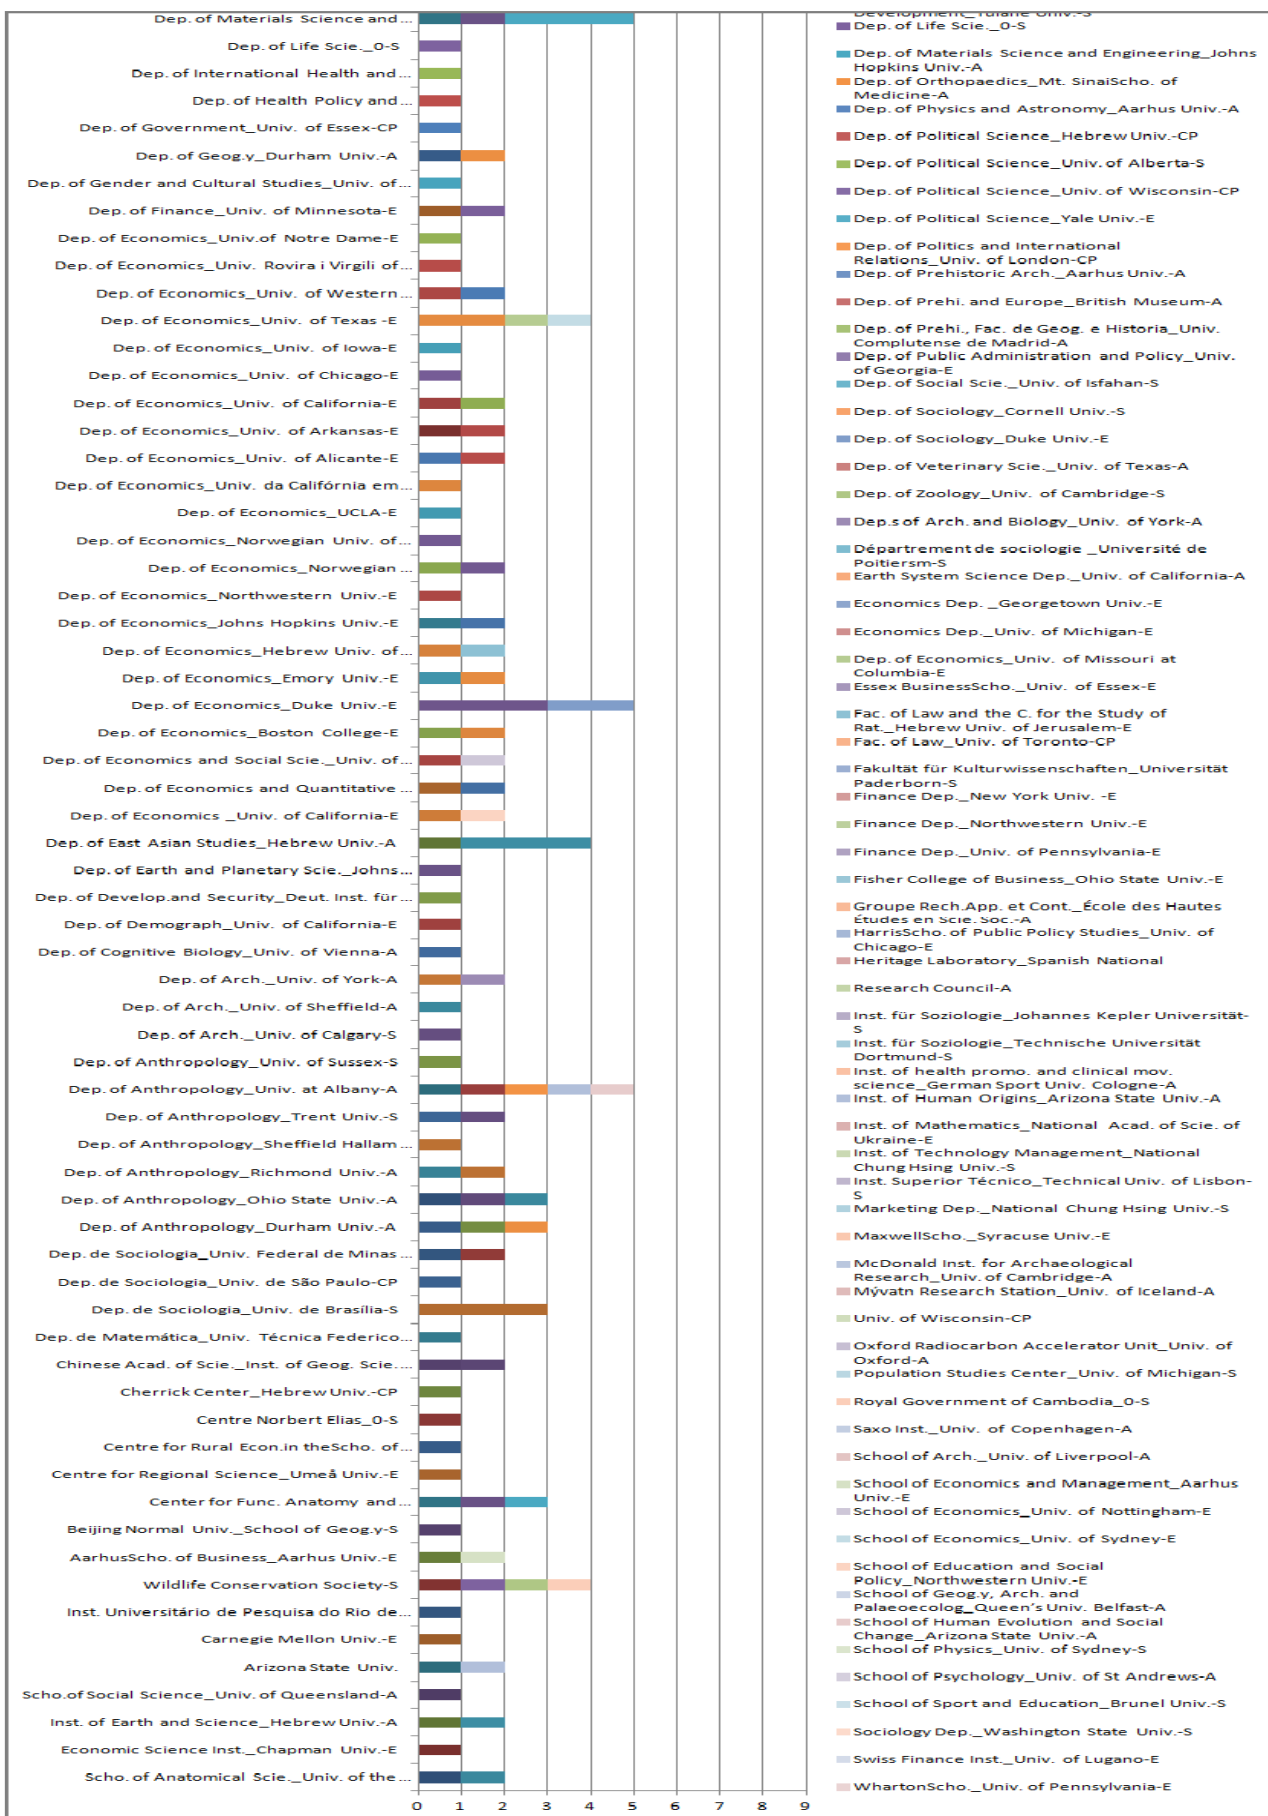 Dep. of Materials Science and ...
Dep. of Life Scie._0-S
Dep. of International Health and ...
Dep. of Health Policy and ...
Dep. of Government_Univ. of Essex-CP
Dep. of Geog.y_Durham Univ.-A
Dep. of Gender and Cultural Studies_Univ. of ...
Dep. of Finance_Univ. of Minnesota-E
Dep. of Economics_Univ.of Notre Dame-E
Dep. of Economics_Univ. Rovira i Virgili of ...
Dep. of Economics_Univ. of Western ...
Dep. of Economics_Univ. of Texas -E
Dep. of Economics_Univ. of Iowa-E
Dep. of Economics_Univ. of Chicago-E
Dep. of Economics_Univ. of California-E
Dep. of Economics_Univ. of Arkansas-E
Dep. of Economics_Univ. of Alicante-E
Dep. of Economics_Univ. da Califórnia em ...
Dep. of Economics_UCLA-E
Dep. of Economics_Norwegian Univ. of ...
Dep. of Economics_Norwegian ...
Dep. of Economics_Northwestern Univ.-E
Dep. of Economics_Johns Hopkins Univ.-E
Dep. of Economics_Hebrew Univ. of ...
Dep. of Economics_Emory Univ.-E
Dep. of Economics_Duke Univ.-E
Dep. of Economics_Boston College-E
Dep. of Economics and Social Scie._Univ. of ...
Dep. of Economics and Quantitative ...
Dep. of Economics _Univ. of California-E
Dep. of East Asian Studies_Hebrew Univ.-A
Dep. of Earth and Planetary Scie._Johns ...
Dep. of Develop.and Security_Deut. Inst. für ...
Dep. of Demograph_Univ. of California-E
Dep. of Cognitive Biology_Univ. of Vienna-A
Dep. of Arch._Univ. of York-A
Dep. of Arch._Univ. of Sheffield-A
Dep. of Arch._Univ. of Calgary-S
Dep. of Anthropology_Univ. of Sussex-S
Dep. of Anthropology_Univ. at Albany-A
Dep. of Anthropology_Trent Univ.-S
Dep. of Anthropology_Sheffield Hallam ...
Dep. of Anthropology_Richmond Univ.-A
Dep. of Anthropology_Ohio State Univ.-A
Dep. of Anthropology_Durham Univ.-A
Dep. de Sociologia_Univ. Federal de Minas ...
Dep. de Sociologia_Univ. de São Paulo-CP
Dep. de Sociologia_Univ. de Brasília-S
Dep. de Matemática_Univ. Técnica Federico ...
Chinese Acad. of Scie._Inst. of Geog. Scie. ...
Cherrick Center_Hebrew Univ.-CP
Centre Norbert Elias_0-S
Centre for Rural Econ.in theScho. of ...
Centre for Regional Science_Umeå Univ.-E
Center for Func. Anatomy and ...
Beijing Normal Univ._School of Geog.y-S
AarhusScho. of Business_Aarhus Univ.-E
Wildlife Conservation Society-S
Inst. Universitário de Pesquisa do Rio de ...
Carnegie Mellon Univ.-E
Arizona State Univ.
Scho.of Social Science_Univ. of Queensland-A
Inst. of Earth and Science_Hebrew Univ.-A
Economic Science Inst._Chapman Univ.-E
Scho. of Anatomical Scie._Univ. of the ...
0 1 2 3 4 5 6 7 8 9
Development_Tulane Univ.-S
Dep. of Life Scie._0-S
Dep. of Materials Science and Engineering_Johns
Hopkins Univ.-A
Dep. of Orthopaedics_Mt. SinaiScho. of
Medicine-A
Dep. of Physics and Astronomy_Aarhus Univ.-A
Dep. of Political Science_Hebrew Univ.-CP
Dep. of Political Science_Univ. of Alberta-S
Dep. of Political Science_Univ. of Wisconsin-CP
Dep. of Political Science_Yale Univ.-E
Dep. of Politics and International
Relations_Univ. of London-CP
Dep. of Prehistoric Arch._Aarhus Univ.-A
Dep. of Prehi. and Europe_British Museum-A
Dep. of Prehi., Fac. de Geog. e Historia_Univ.
Complutense de Madrid-A
Dep. of Public Administration and Policy_Univ.
of Georgia-E
Dep. of Social Scie._Univ. of Isfahan-S
Dep. of Sociology_Cornell Univ.-S
Dep. of Sociology_Duke Univ.-E
Dep. of Veterinary Scie._Univ. of Texas-A
Dep. of Zoology_Univ. of Cambridge-S
Dep.s of Arch. and Biology_Univ. of York-A
Départrement de sociologie _Université de
Poitiersm-S
Earth System Science Dep._Univ. of California-A
Economics Dep. _Georgetown Univ.-E
Economics Dep._Univ. of Michigan-E
Dep. of Economics_Univ. of Missouri at
Columbia-E
Essex BusinessScho._Univ. of Essex-E
Fac. of Law and the C. for the Study of
Rat._Hebrew Univ. of Jerusalem-E
Fac. of Law_Univ. of Toronto-CP
Fakultät für Kulturwissenschaften_Universität
Paderborn-S
Finance Dep._New York Univ. -E
Finance Dep._Northwestern Univ.-E
Finance Dep._Univ. of Pennsylvania-E
Fisher College of Business_Ohio State Univ.-E
Groupe Rech.App. et Cont._École des Hautes
Études en Scie. Soc.-A
HarrisScho. of Public Policy Studies_Univ. of
Chicago-E
Heritage Laboratory_Spanish National
Research Council-A
Inst. für Soziologie_Johannes Kepler Universität-
S
Inst. für Soziologie_Technische Universität
Dortmund-S
Inst. of health promo. and clinical mov.
science_German Sport Univ. Cologne-A
Inst. of Human Origins_Arizona State Univ.-A
Inst. of Mathematics_National Acad. of Scie. of
Ukraine-E
Inst. of Technology Management_National
Chung Hsing Univ.-S
Inst. Superior Técnico_Technical Univ. of Lisbon-
S
Marketing Dep._National Chung Hsing Univ.-S
MaxwellScho._Syracuse Univ.-E
McDonald Inst. for Archaeological
Research_Univ. of Cambridge-A
Mývatn Research Station_Univ. of Iceland-A
Univ. of Wisconsin-CP
Oxford Radiocarbon Accelerator Unit_Univ. of
Oxford-A
Population Studies Center_Univ. of Michigan-S
Royal Government of Cambodia_0-S
Saxo Inst._Univ. of Copenhagen-A
School of Arch._Univ. of Liverpool-A
School of Economics and Management_Aarhus
Univ.-E
School of Economics_Univ. of Nottingham-E
School of Economics_Univ. of Sydney-E
School of Education and Social
Policy_Northwestern Univ.-E
School of Geog.y, Arch. and
Palaeoecolog_Queen's Univ. Belfast-A
School of Human Evolution and Social
Change_Arizona State Univ.-A
School of Physics_Univ. of Sydney-S
School of Psychology_Univ. of St Andrews-A
School of Sport and Education_Brunel Univ.-S
Sociology Dep._Washington State Univ.-S
Swiss Finance Inst._Univ. of Lugano-E
WhartonScho._Univ. of Pennsylvania-E